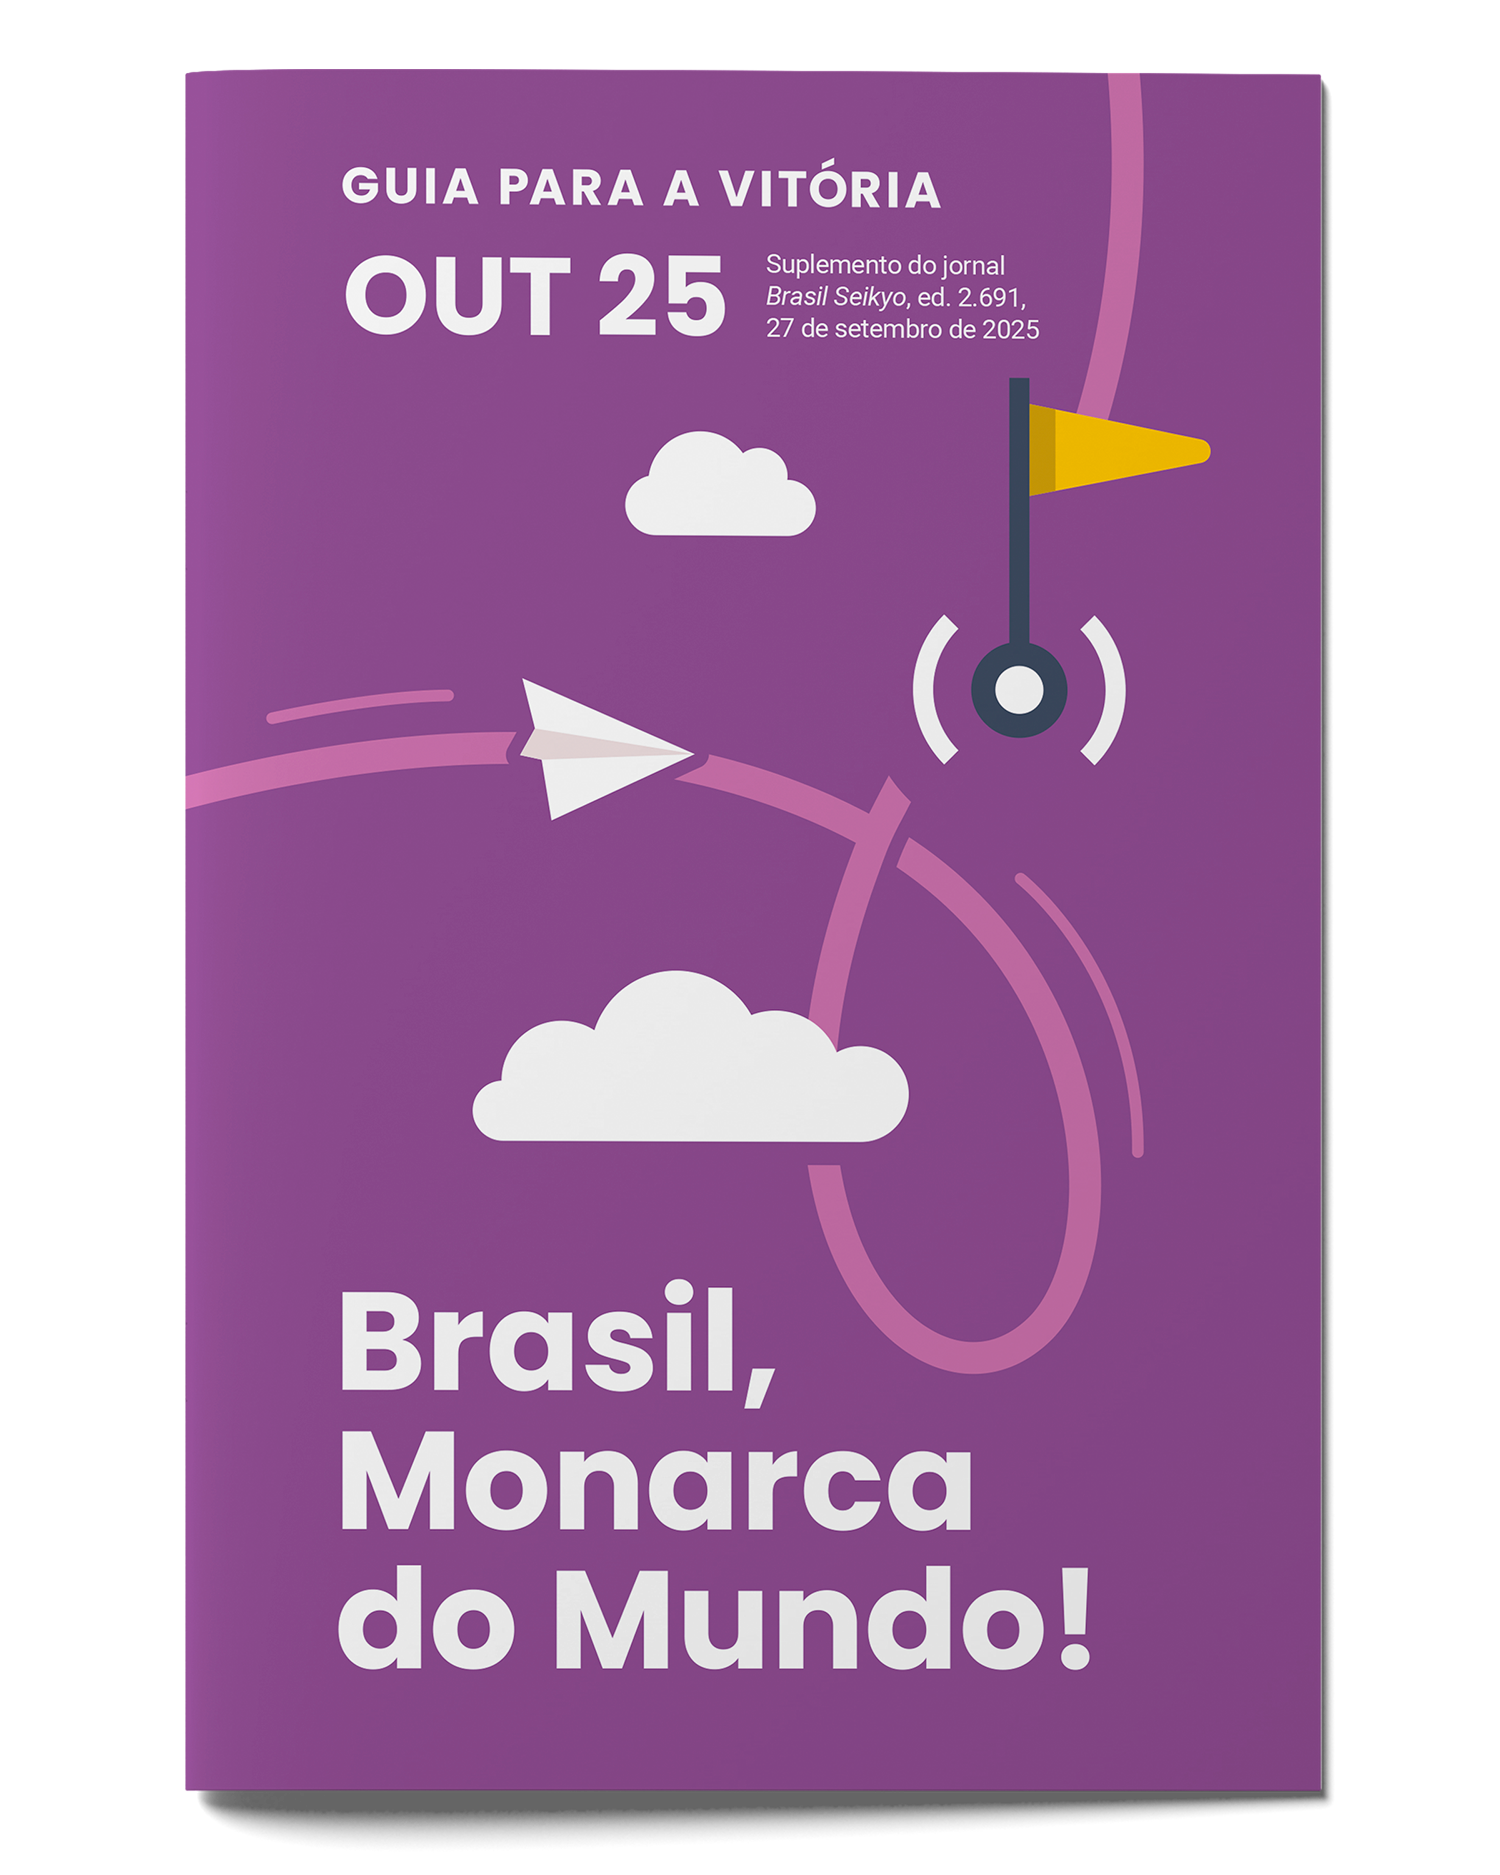 GUIA PARA A VITÓRIA
OUT 25
Suplemento do jornal
Brasil Seikyo, ed. 2.691,
27 de setembro de 2025
Brasil,
Monarca
do Mundo!